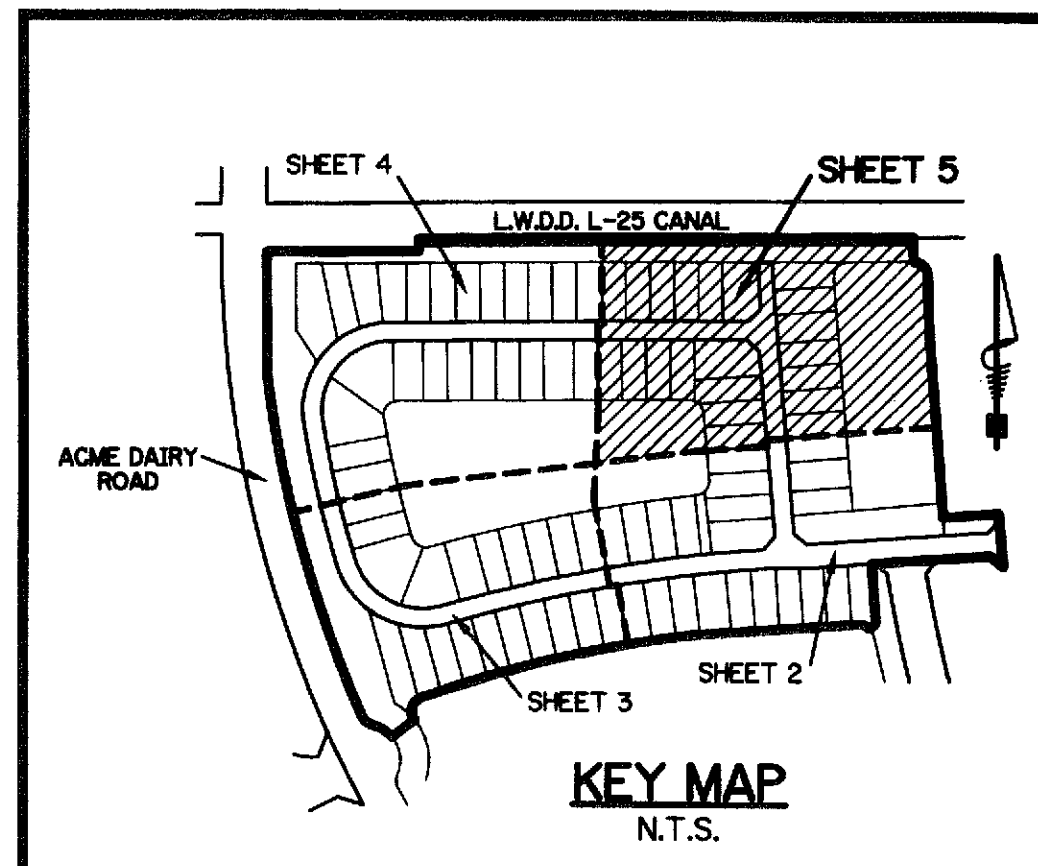 SHEET 4
SHEET 5
L.W.D.D. L-25 CANAL
ACME DAIRY
ROAD
SHEET 2
SHEET 3
KEY MAP
N.T.S.